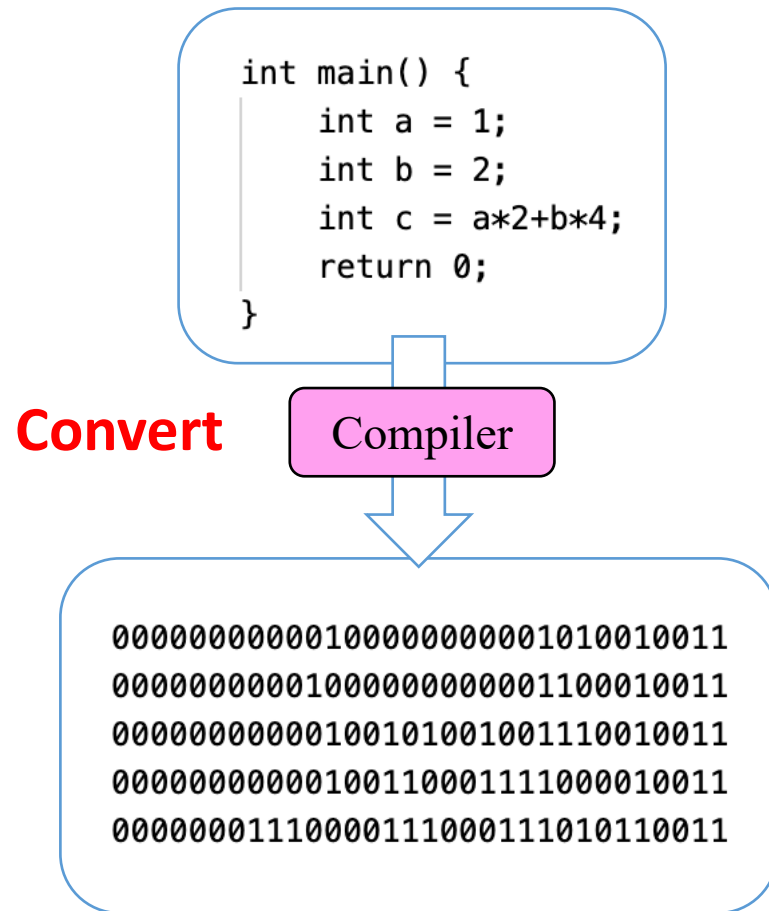 int main() {
int a = 1;
int b = 2;
int c = a*2+b*4;
return 0;
}
Convert
Compiler
00000000000100000000001010010011
00000000001000000000001100010011
00000000000100101001001110010011
00000000000100110001111000010011
00000001110000111000111010110011